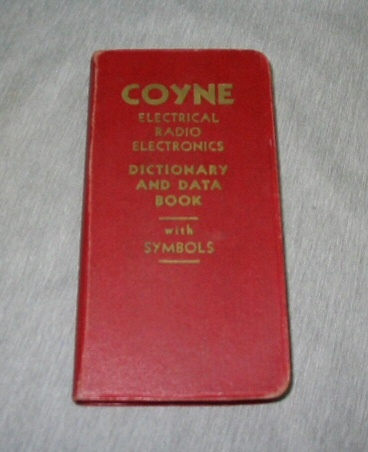 COYNE
ELECTRICAL
RADIO
ELECTRONICS
DICTIONARY
AND DATA
BOOK
with
SYMBOLS